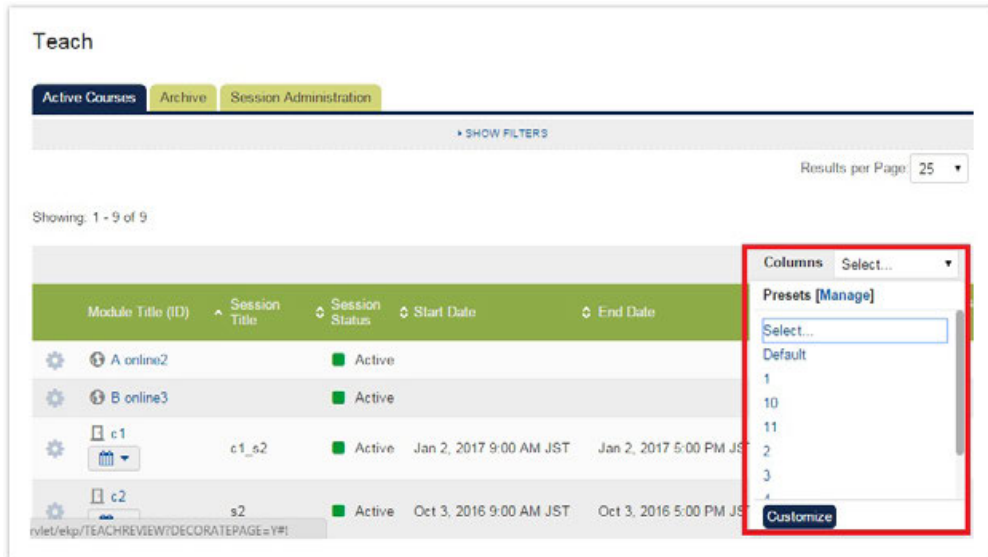 Teach
Active Courses Archive Session Administration
SHOW FILTERS
Results per Page: 25
Showing: 1 - 9 of 9
Columns Select...
Presets [Manage]
Module Title (ID) Session Title Session Status Start Date End Date
Select...
Default
1
10
11
2
3
A online2 Active
B online3 Active
c1 c1_s2 Active Jan 2, 2017 9:00 AM JST Jan 2, 2017 5:00 PM JS
c2 s2 Active Oct 3, 2016 9:00 AM JST Oct 3, 2016 5:00 PM JS
Customize
rvlet/ekp/TEACHREVIEW?DECORATEPAGE=Y#!